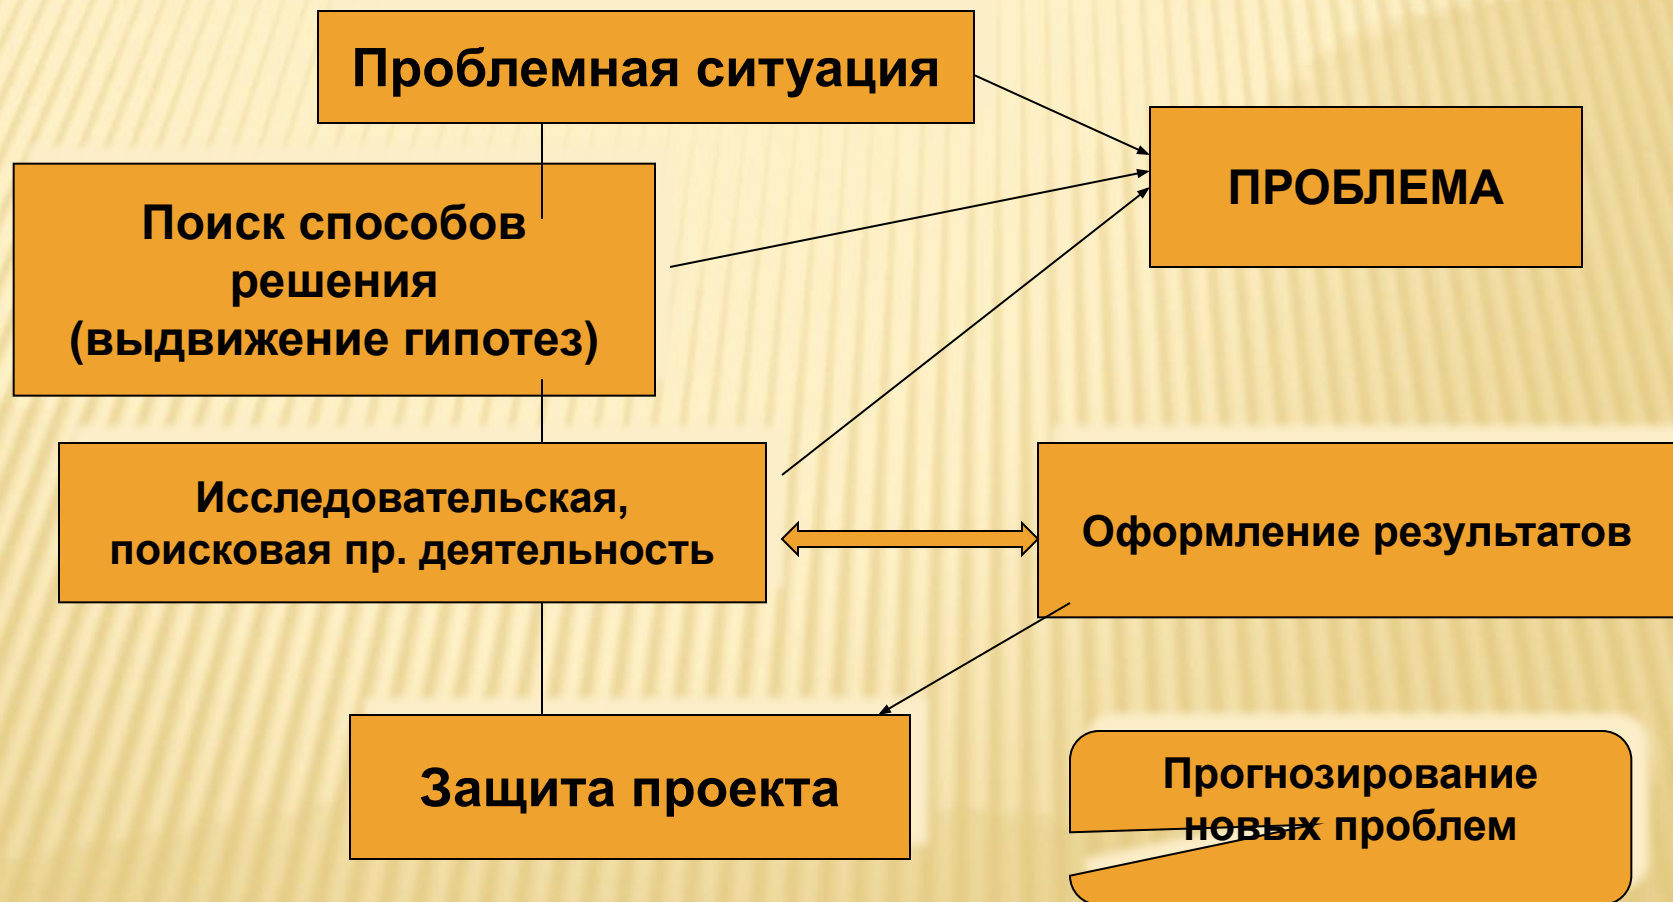 Проблемная ситуация
ПРОБЛЕМА
Поиск способов
решения
(выдвижение гипотез)
Исследовательская,
поисковая пр. деятельность
Оформление результатов
Защита проекта
Прогнозирование
новых проблем